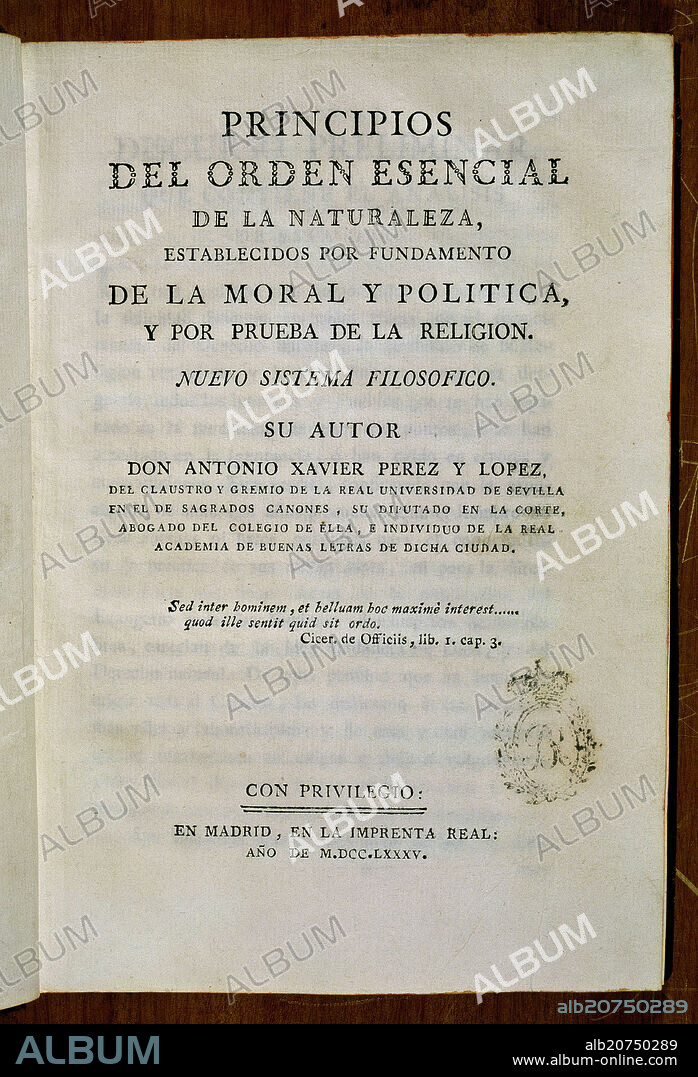 PRINCIPIOS
DEL ORDEN ESENCIAL
DE LA NATURALEZA,
ESTABLECIDOS POR FUNDAMENTO
DE LA MORAL Y POLITICA,
Y POR PRUEBA DE LA RELIGION.
NUEVO SISTEMA FILOSOFICO.
SU AUTOR
DON ANTONIO XAVIER PEREZ Y LOPEZ,
DEL CLAUSTRO Y GREMIO DE LA REAL UNIVERSIDAD DE SEVILLA
EN EL DE SAGRADOS CANONES, SU DIPUTADO EN LA CORTE,
ABOGADO DEL COLEGIO DE ELLA, E INDIVIDUO DE LA REAL
ACADEMIA DE BUENAS LETRAS DE DICHA CIUDAD.
Sed inter hominem, et belluam hoc maximè interest......
quod ille sentit quid sit ordo.
Cicer. de Officiis, lib. 1. cap. 3.
CON PRIVILEGIO:
EN MADRID, EN LA IMPRENTA REAL:
AÑO DE M.DCC.LXXXV.
alb20750289
ALBUM
alb20750289
www.album-online.com